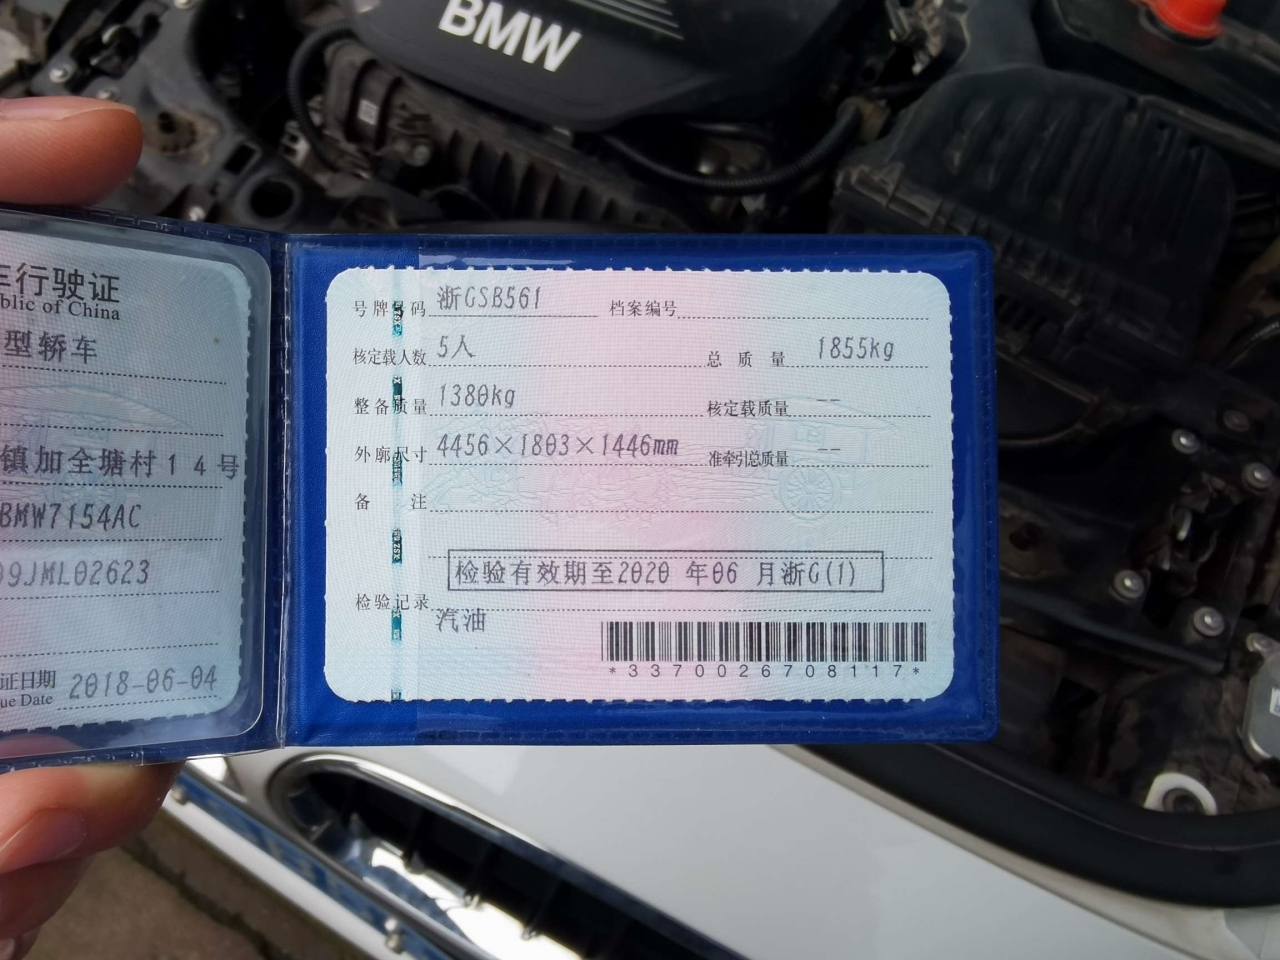 BMW
行驶证
blic of China
型轿车
镇加全塘村14号
BMW7154AC
09JML02623
证日期 2018-06-04
ue Date
号牌号码 浙GSB561 档案编号
核定载人数 5人 总质量 1855kg
整备质量 1380kg 核定载质量 --
外廓尺寸 4456×1803×1446mm 准牵引总质量 --
备注
检验有效期至2020 年06 月浙G(1)
检验记录
汽油
*3370026708117*